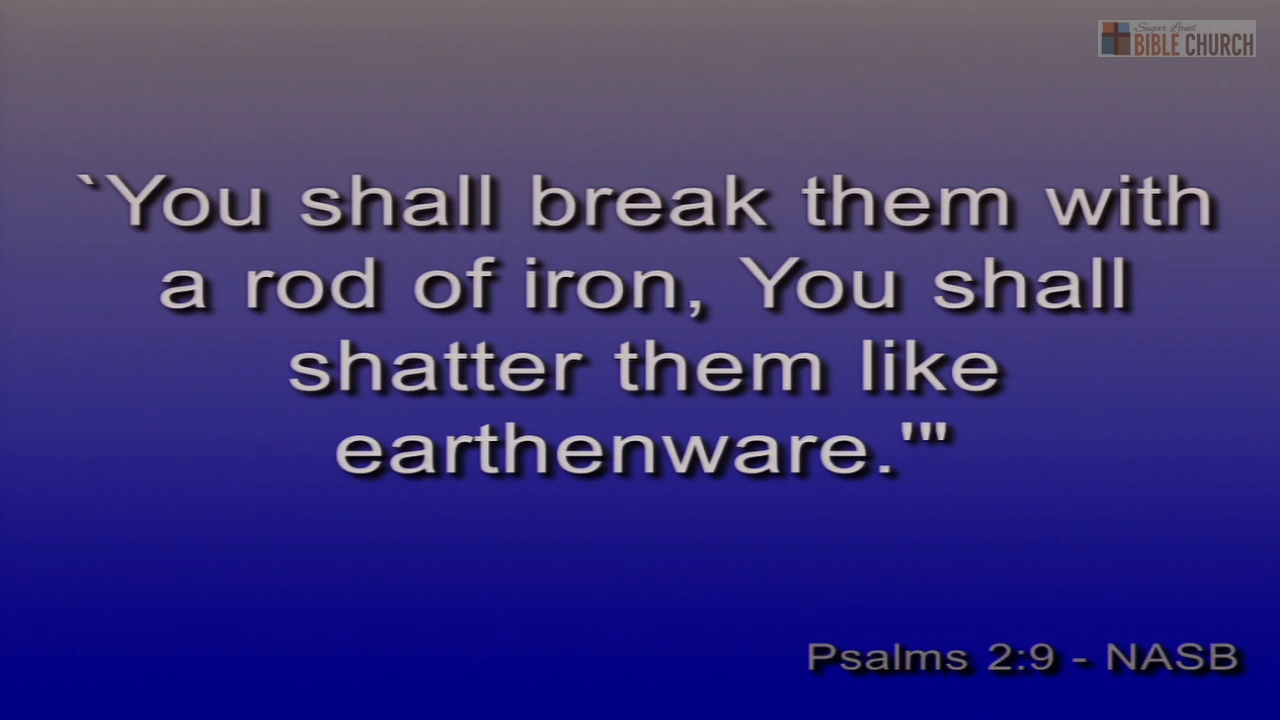 Sugar Land
BIBLE CHURCH
`You shall break them with
a rod of iron, You shall
shatter them like
earthenware.'"
Psalms 2:9 - NASB